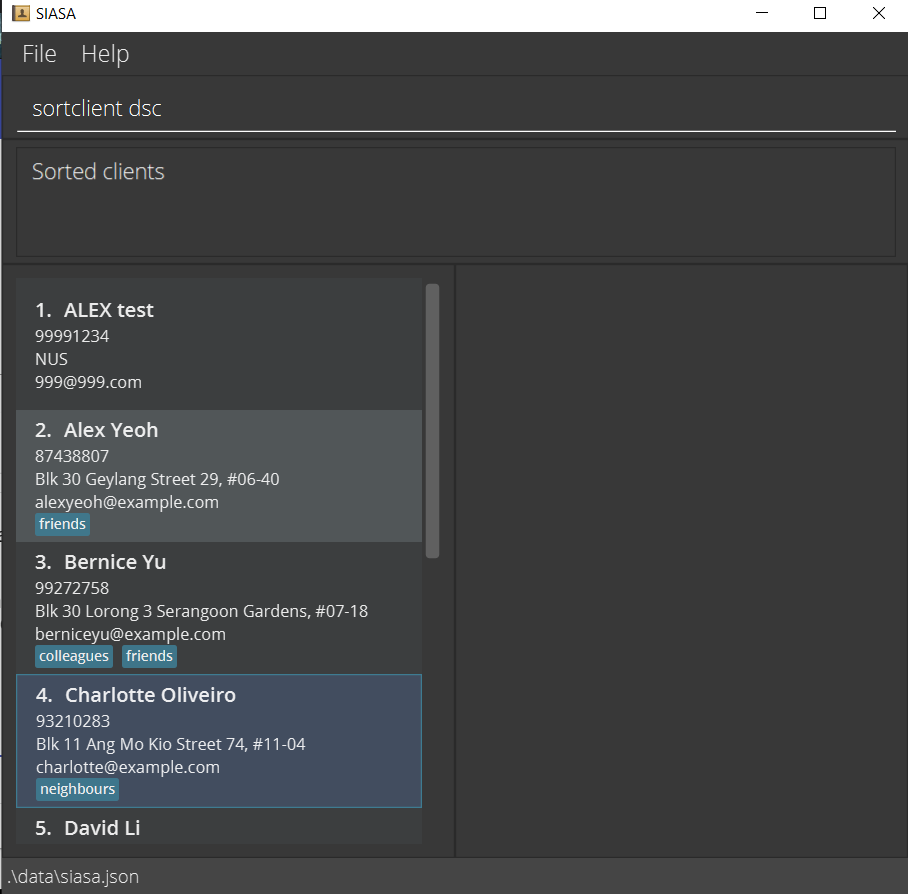 SIASA
File Help
sortclient dsc
Sorted clients
1. ALEX test
99991234
NUS
999@999.com
2. Alex Yeoh
87438807
Blk 30 Geylang Street 29, #06-40
alexyeoh@example.com
friends
3. Bernice Yu
99272758
Blk 30 Lorong 3 Serangoon Gardens, #07-18
berniceyu@example.com
colleagues friends
4. Charlotte Oliveiro
93210283
Blk 11 Ang Mo Kio Street 74, #11-04
charlotte@example.com
neighbours
5. David Li
.\data\siasa.json